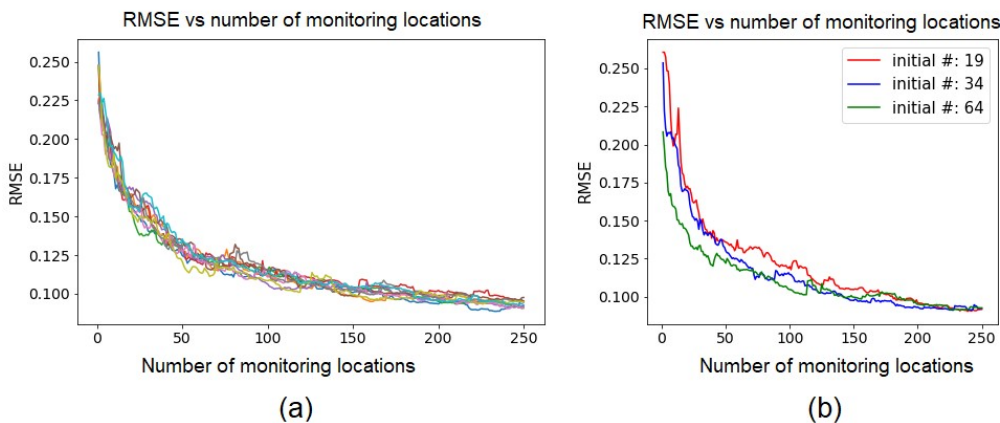 RMSE vs number of monitoring locations
RMSE
0.250
0.225
0.200
0.175
0.150
0.125
0.100
0
50
100
150
200
250
Number of monitoring locations
(a)
RMSE vs number of monitoring locations
initial #: 19
initial #: 34
initial #: 64
RMSE
0.250
0.225
0.200
0.175
0.150
0.125
0.100
0
50
100
150
200
250
Number of monitoring locations
(b)